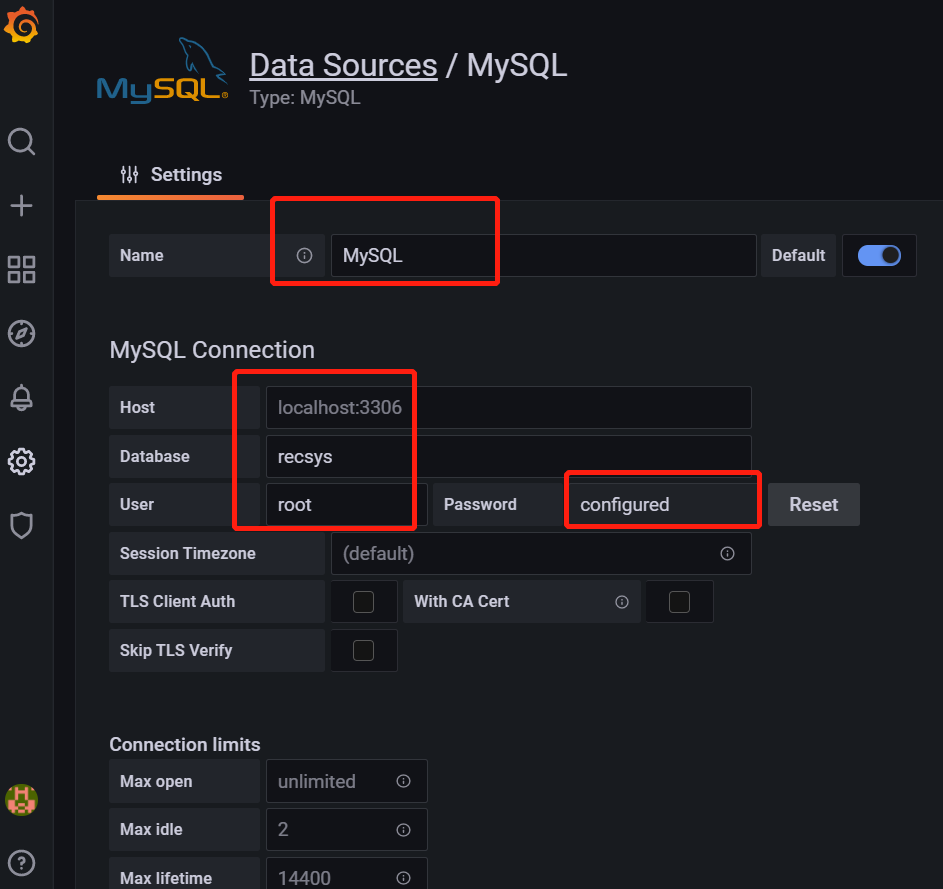 MySQL®
Data Sources / MySQL
Type: MySQL
Settings
Name MySQL Default
MySQL Connection
Host localhost:3306
Database recsys
User root Password configured Reset
Session Timezone (default)
TLS Client Auth With CA Cert
Skip TLS Verify
Connection limits
Max open unlimited
Max idle 2
Max lifetime 14400